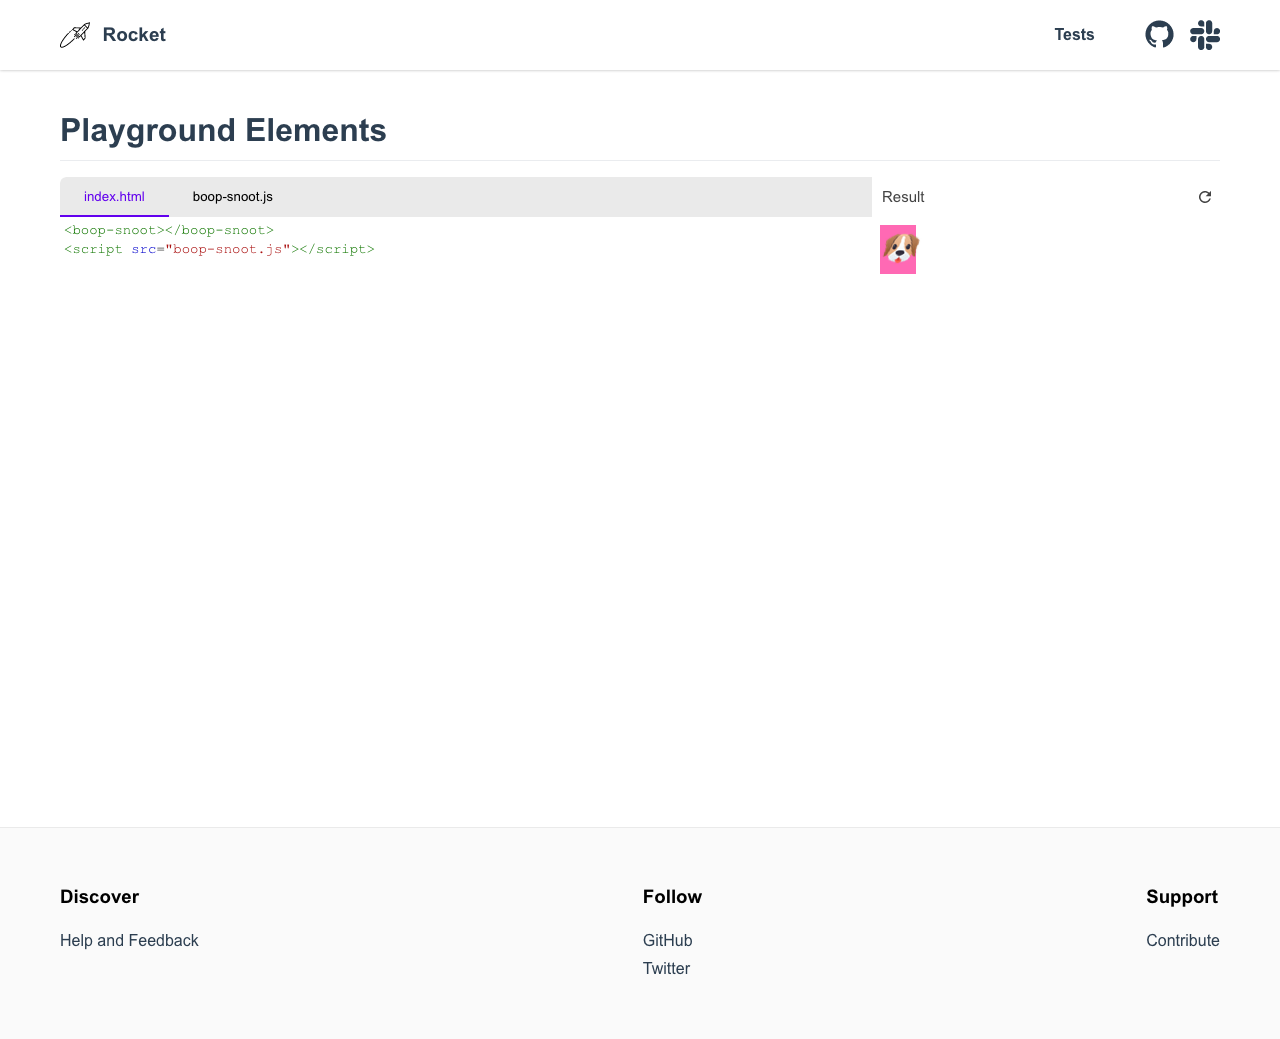 Rocket
Tests
Playground Elements
index.html
boop-snoot.js
Result
<boop-snoot></boop-snoot>
<script src="boop-snoot.js"></script>
Discover
Help and Feedback
Follow
GitHub
Twitter
Support
Contribute